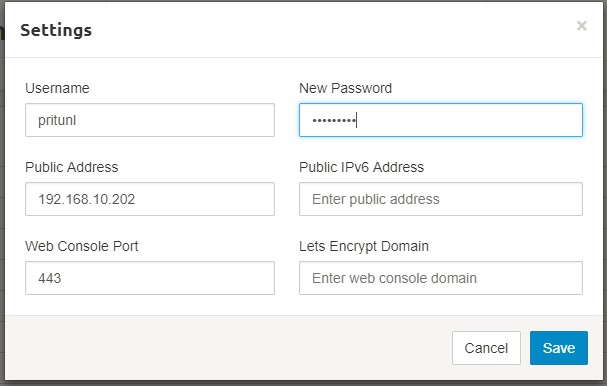 Settings ×
Username New Password
pritunl •••••••••
Public Address Public IPv6 Address
192.168.10.202 Enter public address
Web Console Port Lets Encrypt Domain
443 Enter web console domain
Cancel Save